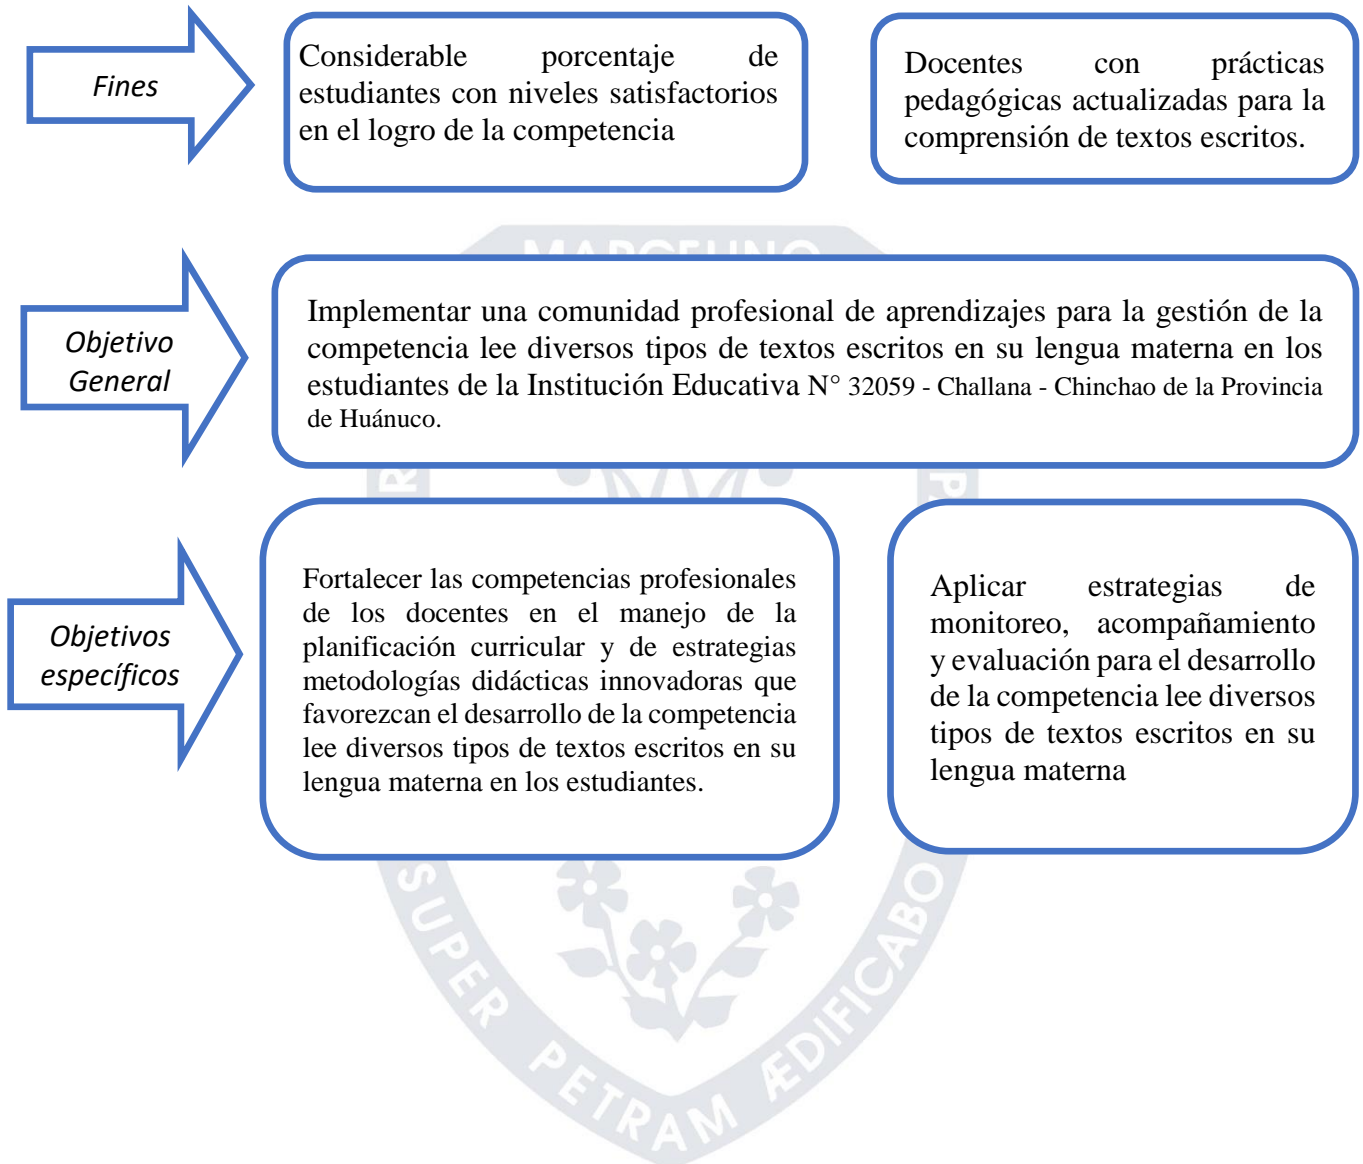 Fines
Considerable porcentaje de
estudiantes con niveles satisfactorios
en el logro de la competencia
Docentes con prácticas
pedagógicas actualizadas para la
comprensión de textos escritos.
MARCELINO
Objetivo
General
Implementar una comunidad profesional de aprendizajes para la gestión de la
competencia lee diversos tipos de textos escritos en su lengua materna en los
estudiantes de la Institución Educativa N° 32059 - Challana - Chinchao de la Provincia
de Huánuco.
Objetivos
específicos
Fortalecer las competencias profesionales
de los docentes en el manejo de la
planificación curricular y de estrategias
metodologías didácticas innovadoras que
favorezcan el desarrollo de la competencia
lee diversos tipos de textos escritos en su
lengua materna en los estudiantes.
Aplicar estrategias de
monitoreo, acompañamiento
y evaluación para el desarrollo
de la competencia lee diversos
tipos de textos escritos en su
lengua materna
SUPER PETRAM ÆDIFICABO